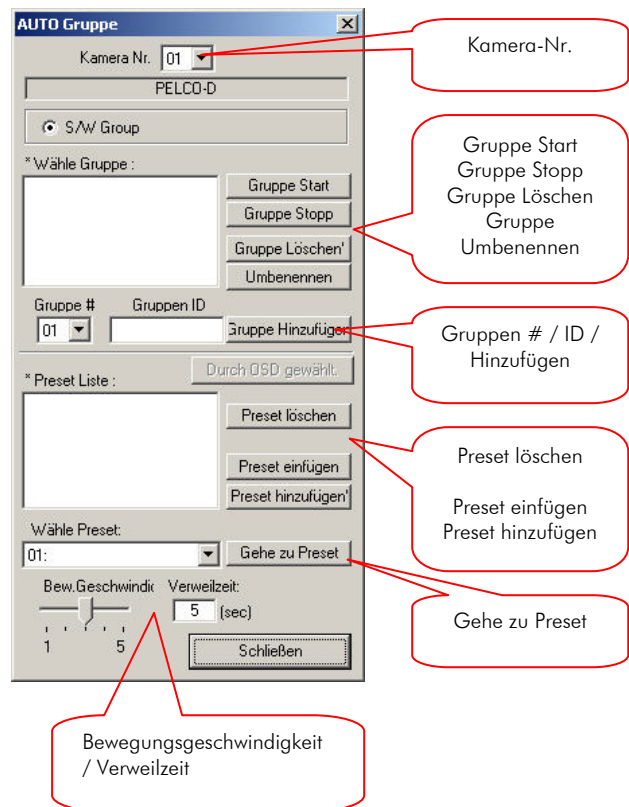 AUTO Gruppe
Kamera Nr. 01
PELCO-D
S/W Group
* Wähle Gruppe :
Gruppe Start
Gruppe Stopp
Gruppe Löschen'
Umbenennen
Gruppe # Gruppen ID
01 Gruppe Hinzufügen
Durch OSD gewählt.
* Preset Liste :
Preset löschen
Preset einfügen
Preset hinzufügen'
Wähle Preset:
01: Gehe zu Preset
Bew.Geschwindic Verweilzeit:
5 (sec)
1 5
Schließen
Kamera-Nr.
Gruppe Start
Gruppe Stopp
Gruppe Löschen
Gruppe
Umbenennen
Gruppen # / ID /
Hinzufügen
Preset löschen
Preset einfügen
Preset hinzufügen
Gehe zu Preset
Bewegungsgeschwindigkeit
/ Verweilzeit